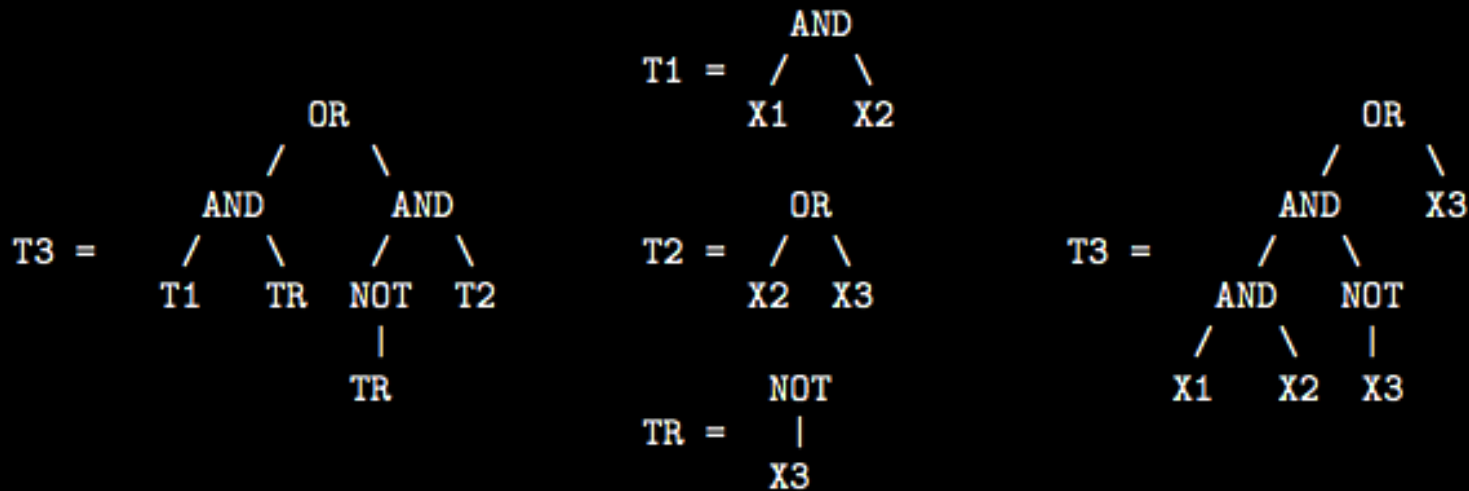 AND
T1 = / \
X1 X2
OR OR
/ \ / \
AND AND OR AND X3
T3 = / \ / \ T2 = / \ T3 = / \
T1 TR NOT T2 X2 X3 AND NOT
| / \ |
TR NOT X1 X2 X3
TR = |
X3